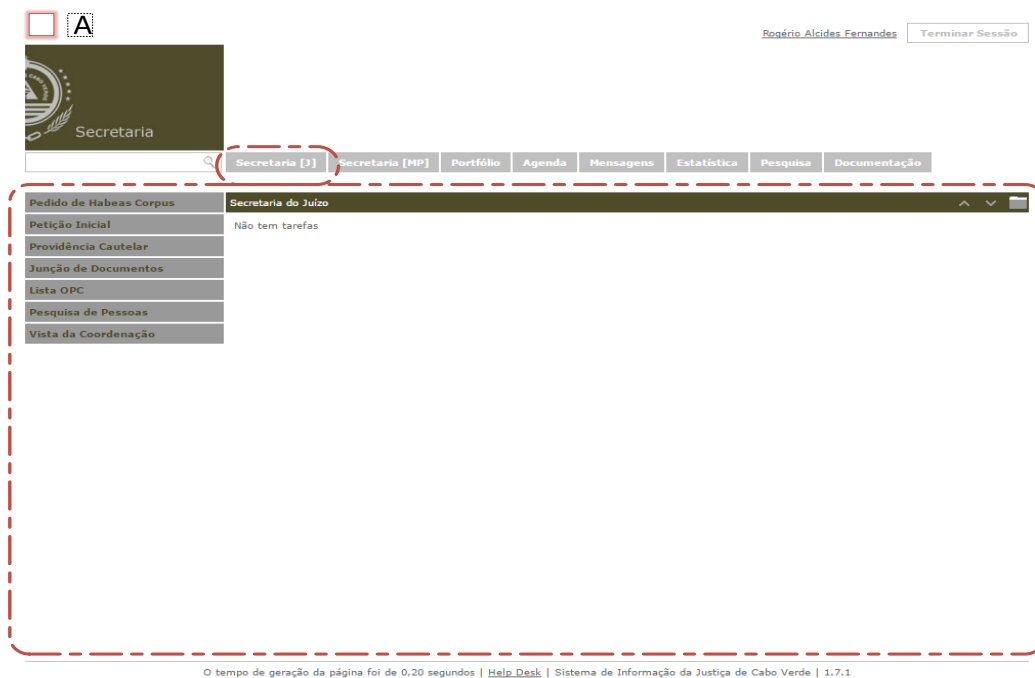 A
Rogério Alcides Fernandes Terminar Sessão
Secretaria
Secretaria [J] Secretaria [MP] Portfólio Agenda Mensagens Estatística Pesquisa Documentação
Pedido de Habeas Corpus
Petição Inicial
Providência Cautelar
Junção de Documentos
Lista OPC
Pesquisa de Pessoas
Vista da Coordenação
Secretaria do Juízo
Não tem tarefas
O tempo de geração da página foi de 0,20 segundos | Help Desk | Sistema de Informação da Justiça de Cabo Verde | 1.7.1